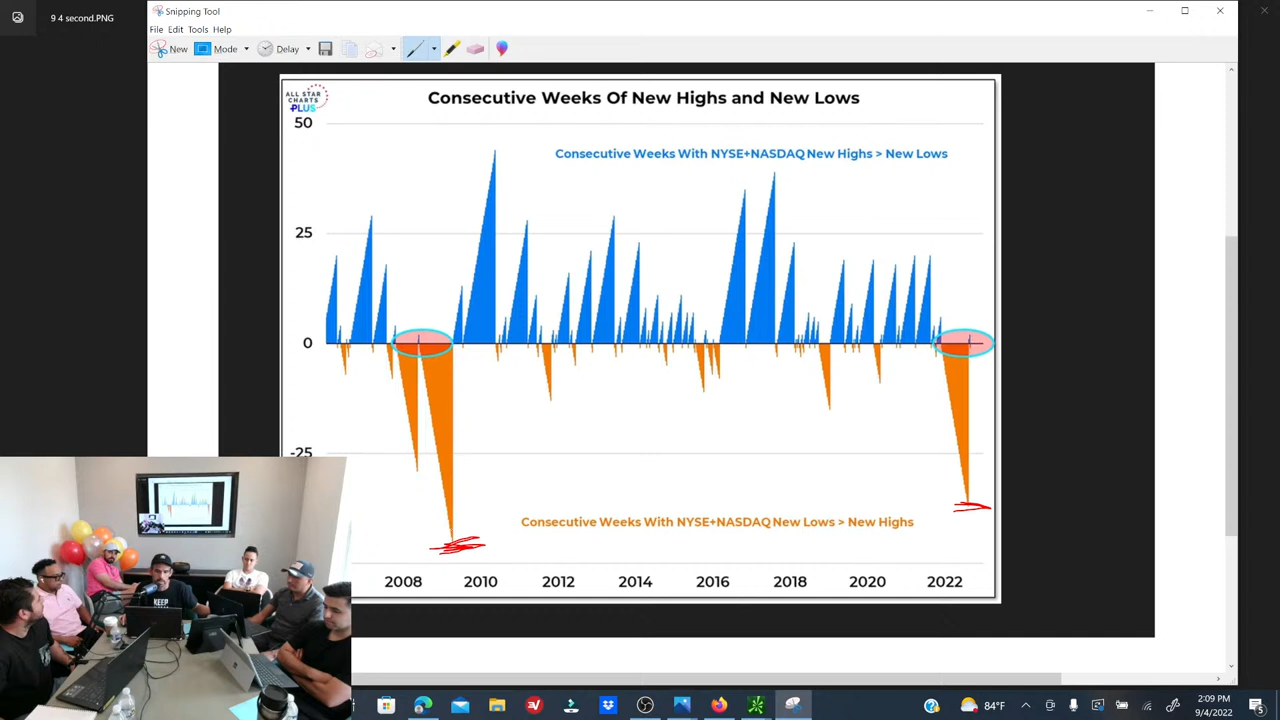 9 4 second.PNG
Snipping Tool
File Edit Tools Help
New Mode Delay
ALL STAR
CHARTS
PLUS
Consecutive Weeks Of New Highs and New Lows
50
Consecutive Weeks With NYSE+NASDAQ New Highs > New Lows
25
0
-25
Consecutive Weeks With NYSE+NASDAQ New Lows > New Highs
2008 2010 2012 2014 2016 2018 2020 2022
KEEP
84°F
2:09 PM
9/4/2022
5